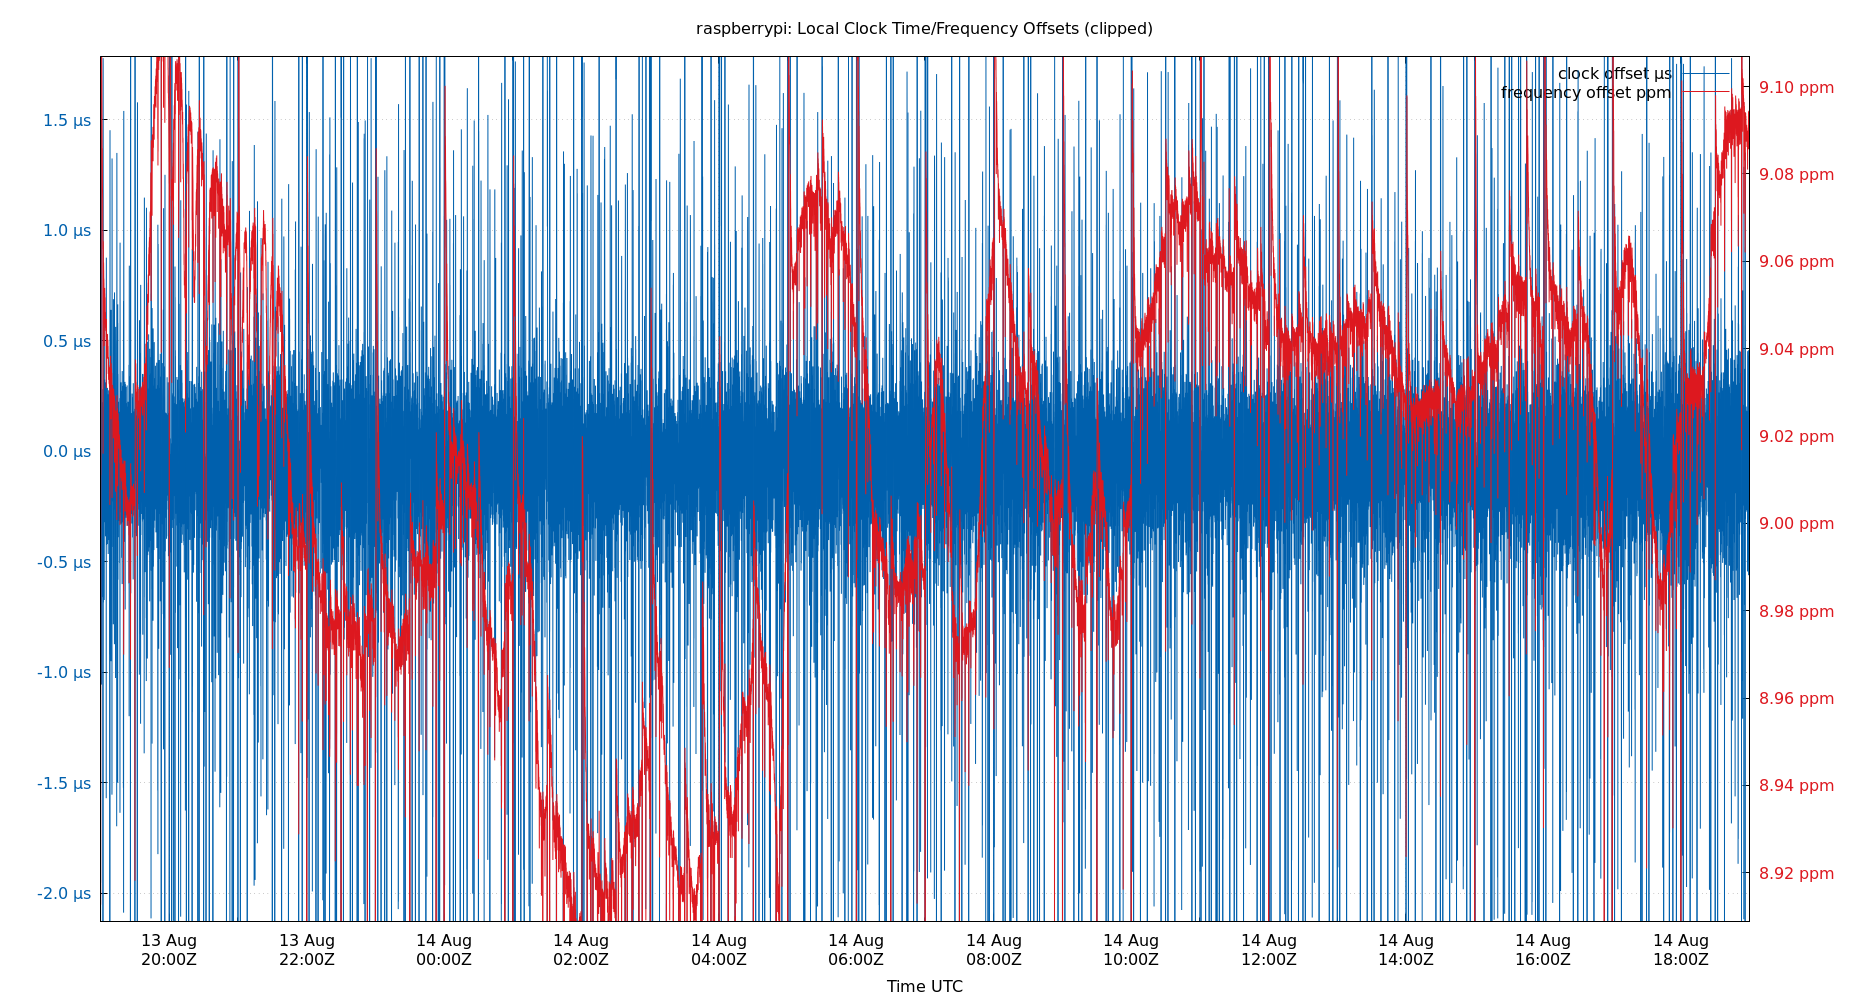 raspberrypi: Local Clock Time/Frequency Offsets (clipped)
clock offset µs
frequency offset ppm
1.5 µs
1.0 µs
0.5 µs
0.0 µs
-0.5 µs
-1.0 µs
-1.5 µs
-2.0 µs
9.10 ppm
9.08 ppm
9.06 ppm
9.04 ppm
9.02 ppm
9.00 ppm
8.98 ppm
8.96 ppm
8.94 ppm
8.92 ppm
13 Aug 13 Aug 14 Aug 14 Aug 14 Aug 14 Aug 14 Aug 14 Aug 14 Aug 14 Aug 14 Aug 14 Aug
20:00Z 22:00Z 00:00Z 02:00Z 04:00Z 06:00Z 08:00Z 10:00Z 12:00Z 14:00Z 16:00Z 18:00Z
Time UTC